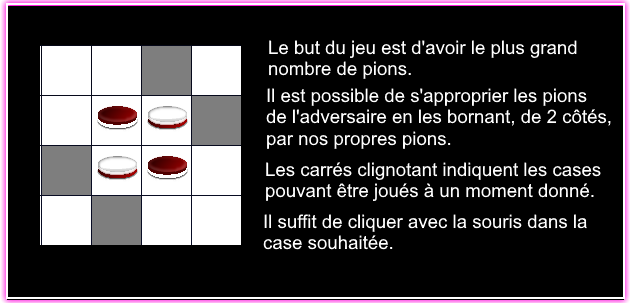 Le but du jeu est d'avoir le plus grand
nombre de pions.
Il est possible de s'approprier les pions
de l'adversaire en les bornant, de 2 côtés,
par nos propres pions.
Les carrés clignotant indiquent les cases
pouvant être joués à un moment donné.
Il suffit de cliquer avec la souris dans la
case souhaitée.